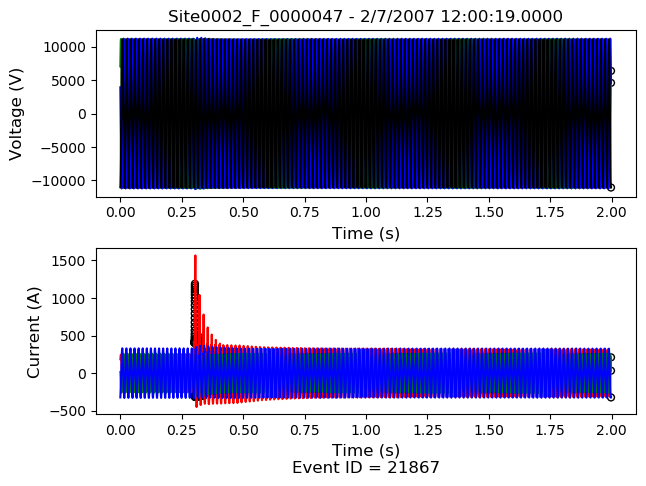 Site0002_F_0000047 - 2/7/2007 12:00:19.0000
Voltage (V)
10000
5000
0
−5000
−10000
0.00 0.25 0.50 0.75 1.00 1.25 1.50 1.75 2.00
Time (s)
Current (A)
1500
1000
500
0
−500
0.00 0.25 0.50 0.75 1.00 1.25 1.50 1.75 2.00
Time (s)
Event ID = 21867